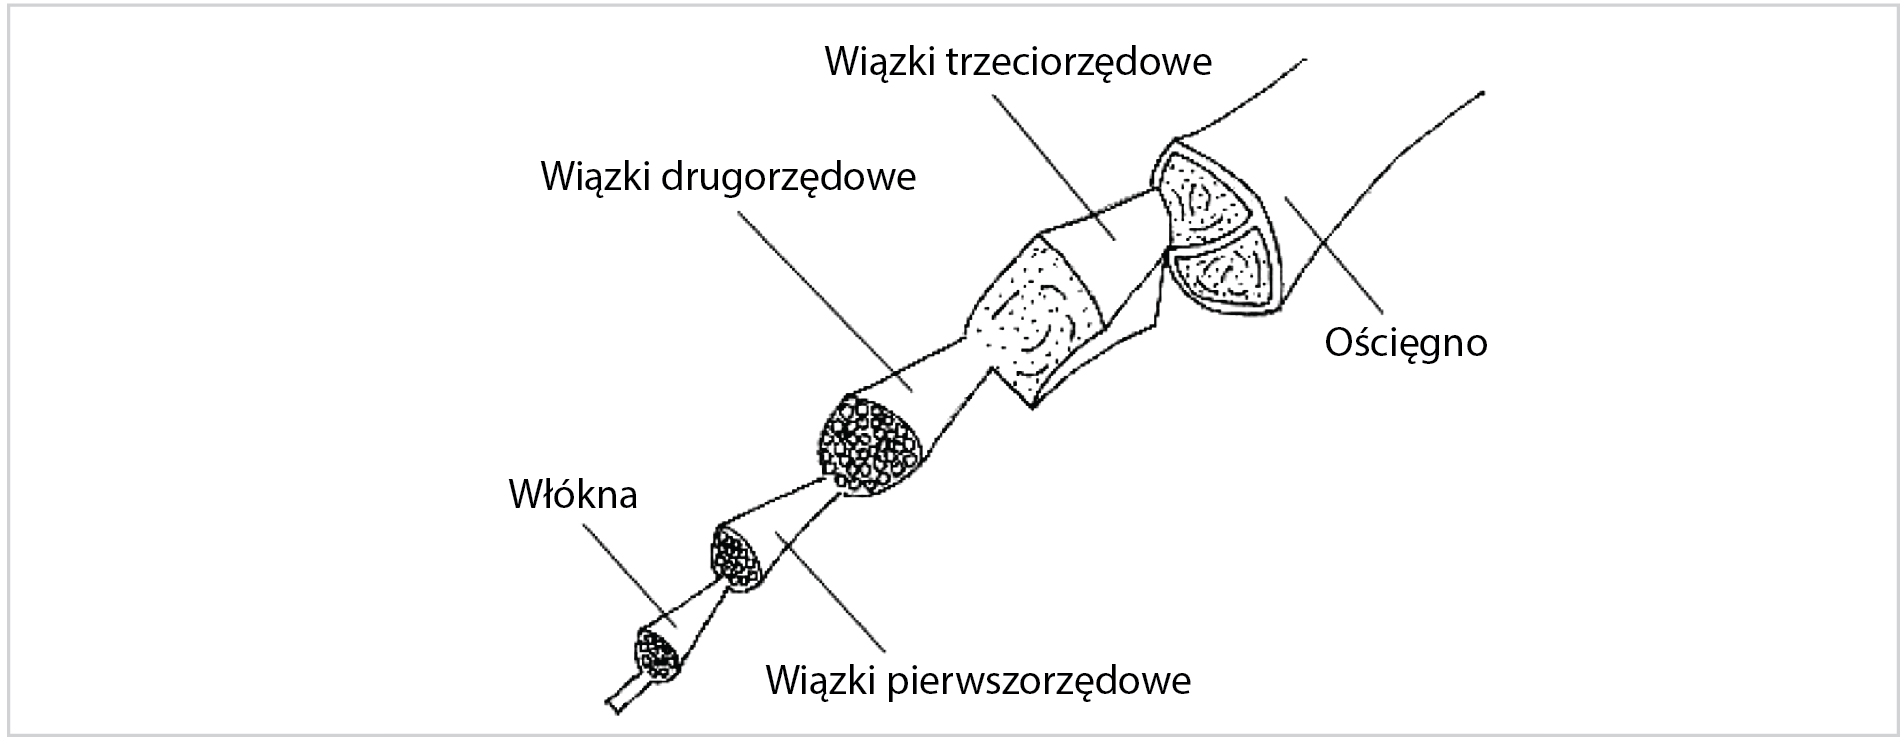 Wiązki trzeciorzędowe
Wiązki drugorzędowe
Ościęgno
Włókna
Wiązki pierwszorzędowe